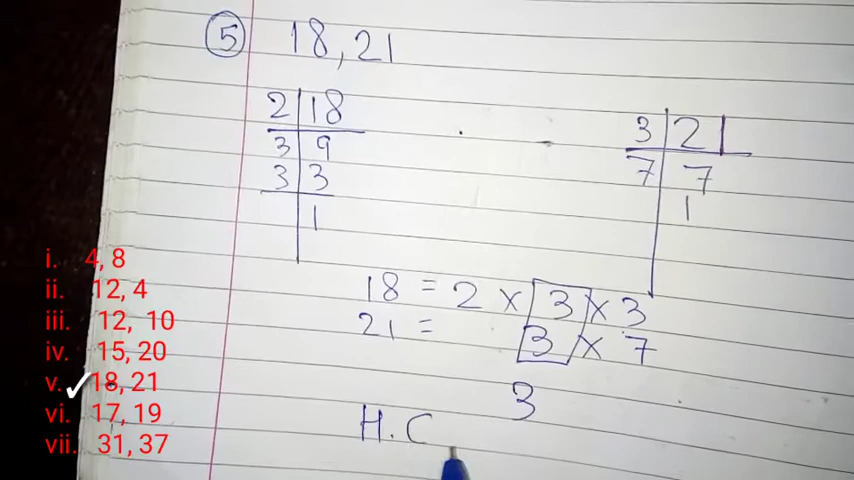 5 18, 21
2 18
3 9
3 3
1
3 21
7 7
1
18 = 2 x 3 x 3
21 = 3 x 7
3
H.C
i. 4, 8
ii. 12, 4
iii. 12, 10
iv. 15, 20
v. 18, 21
vi. 17, 19
vii. 31, 37